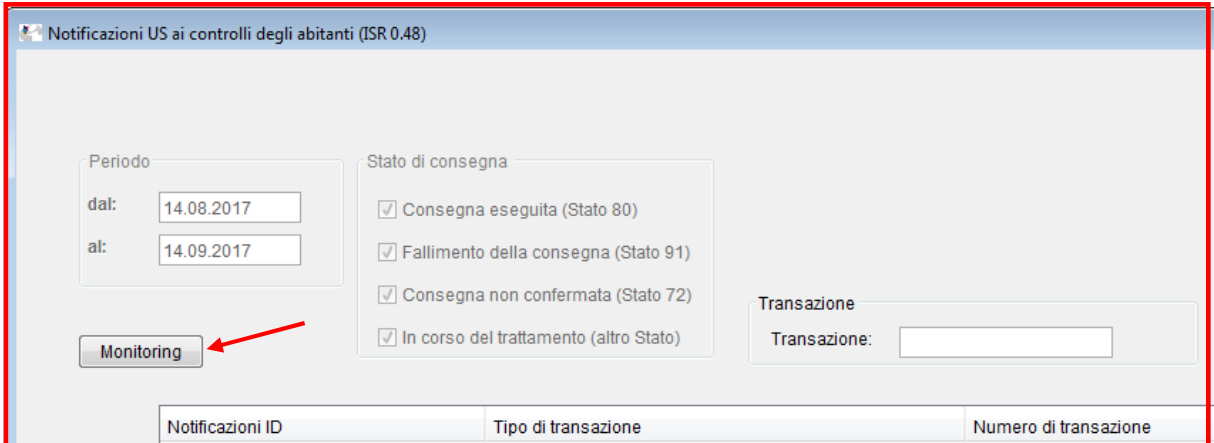 Notificazioni US ai controlli degli abitanti (ISR 0.48)
Periodo
dal: 14.08.2017
al: 14.09.2017
Stato di consegna
Consegna eseguita (Stato 80)
Fallimento della consegna (Stato 91)
Consegna non confermata (Stato 72)
In corso del trattamento (altro Stato)
Transazione
Transazione:
Monitoring
Notificazioni ID Tipo di transazione Numero di transazione